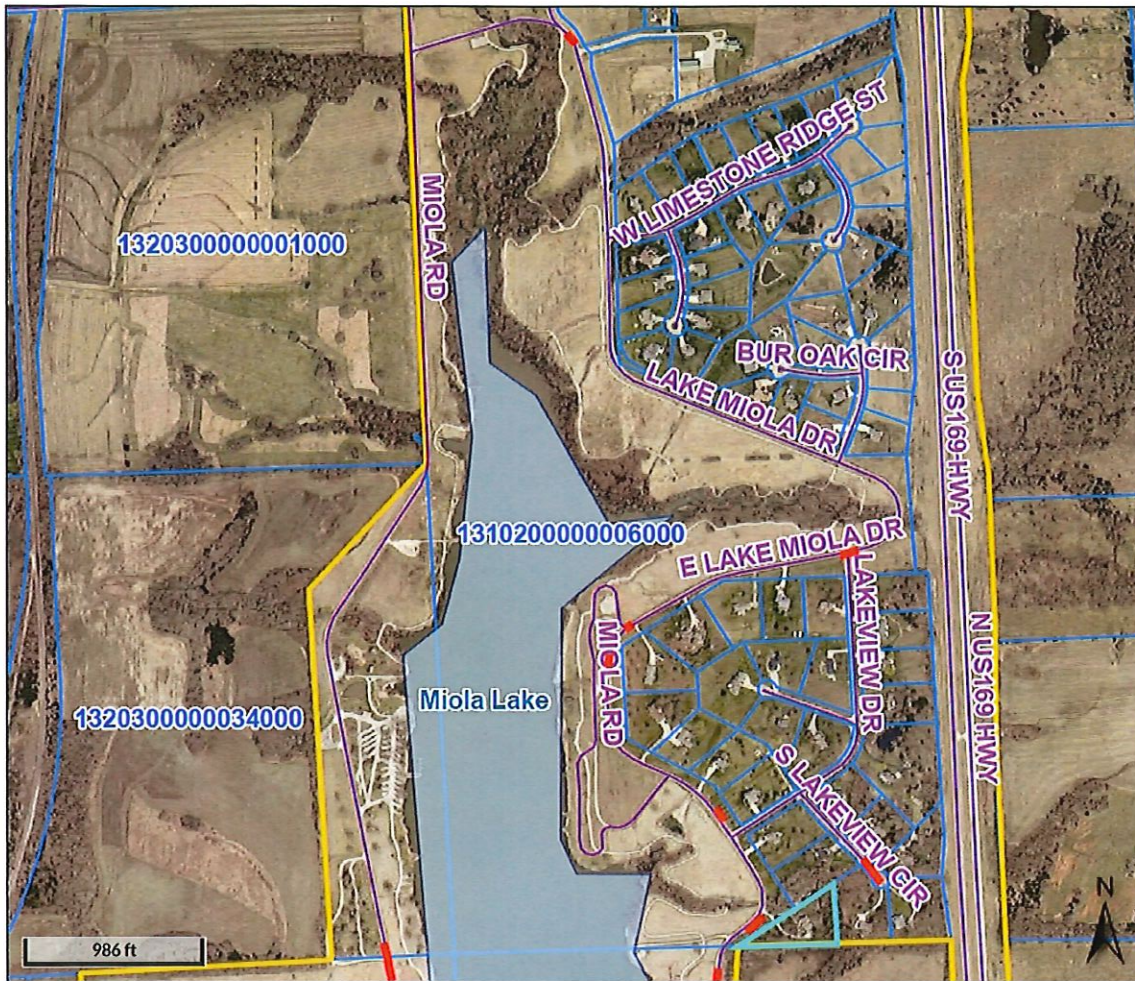 W LIMESTONE RIDGE ST
MIOLA RD
1320300000001000
BUR OAK CIR
LAKE MIOLA DR
S US169 HWY
1310200000006000
E LAKE MIOLA DR
LAKEVIEW DR
MIOLA RD
N US169 HWY
Miola Lake
1320300000034000
S LAKEVIEW CIR
N
986 ft